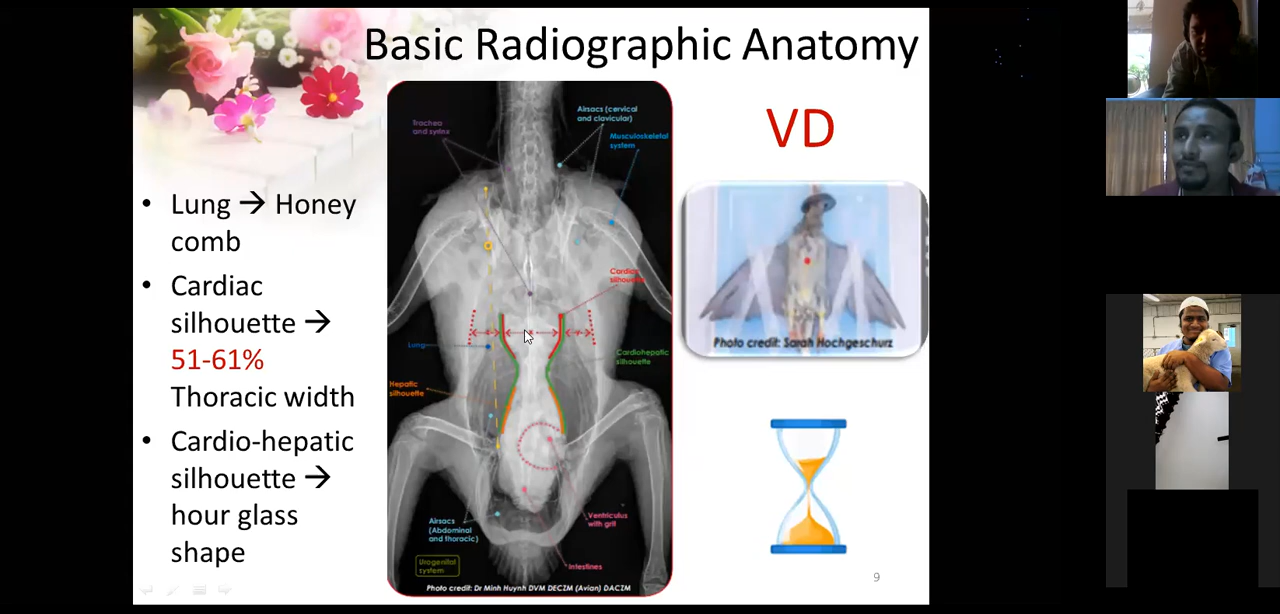 Basic Radiographic Anatomy
• Lung → Honey
comb
• Cardiac
silhouette →
51-61%
Thoracic width
• Cardio-hepatic
silhouette →
hour glass
shape
Trachea
and syrinx
Airsacs (cervical
and clavicular)
Musculoskeletal
system
Cardiac
silhouette
Lung
Cardiohepatic
silhouette
Hepatic
silhouette
Airsacs
(Abdominal
and thoracic)
Ventriculus
with grit
Urogenital
system
Intestines
Photo credit: Dr Minh Huynh DVM DECZM (Avian) DACZM
VD
Photo credit: Sarah Hochgeschurz
9